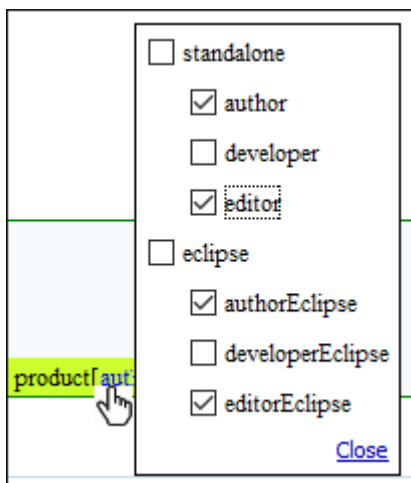 standalone
author
developer
editor
eclipse
authorEclipse
developerEclipse
product[
editorEclipse
Close